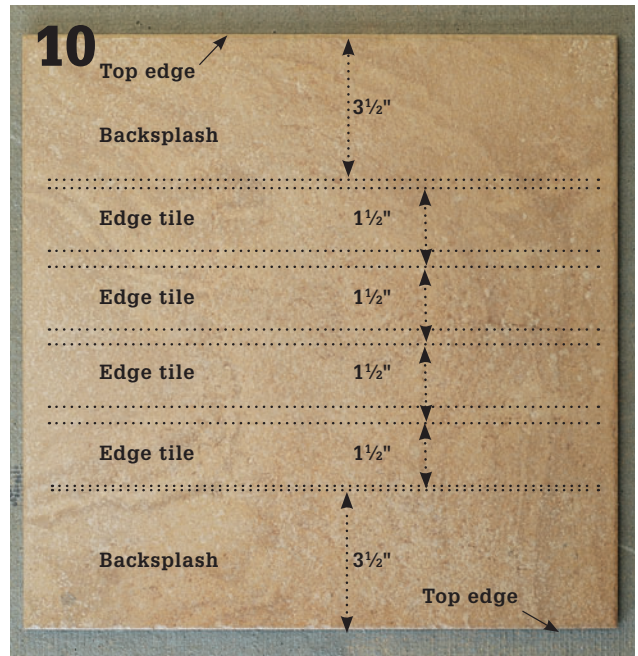 10
Top edge
3½"
Backsplash
Edge tile 1½"
Edge tile 1½"
Edge tile 1½"
Edge tile 1½"
Backsplash 3½"
Top edge